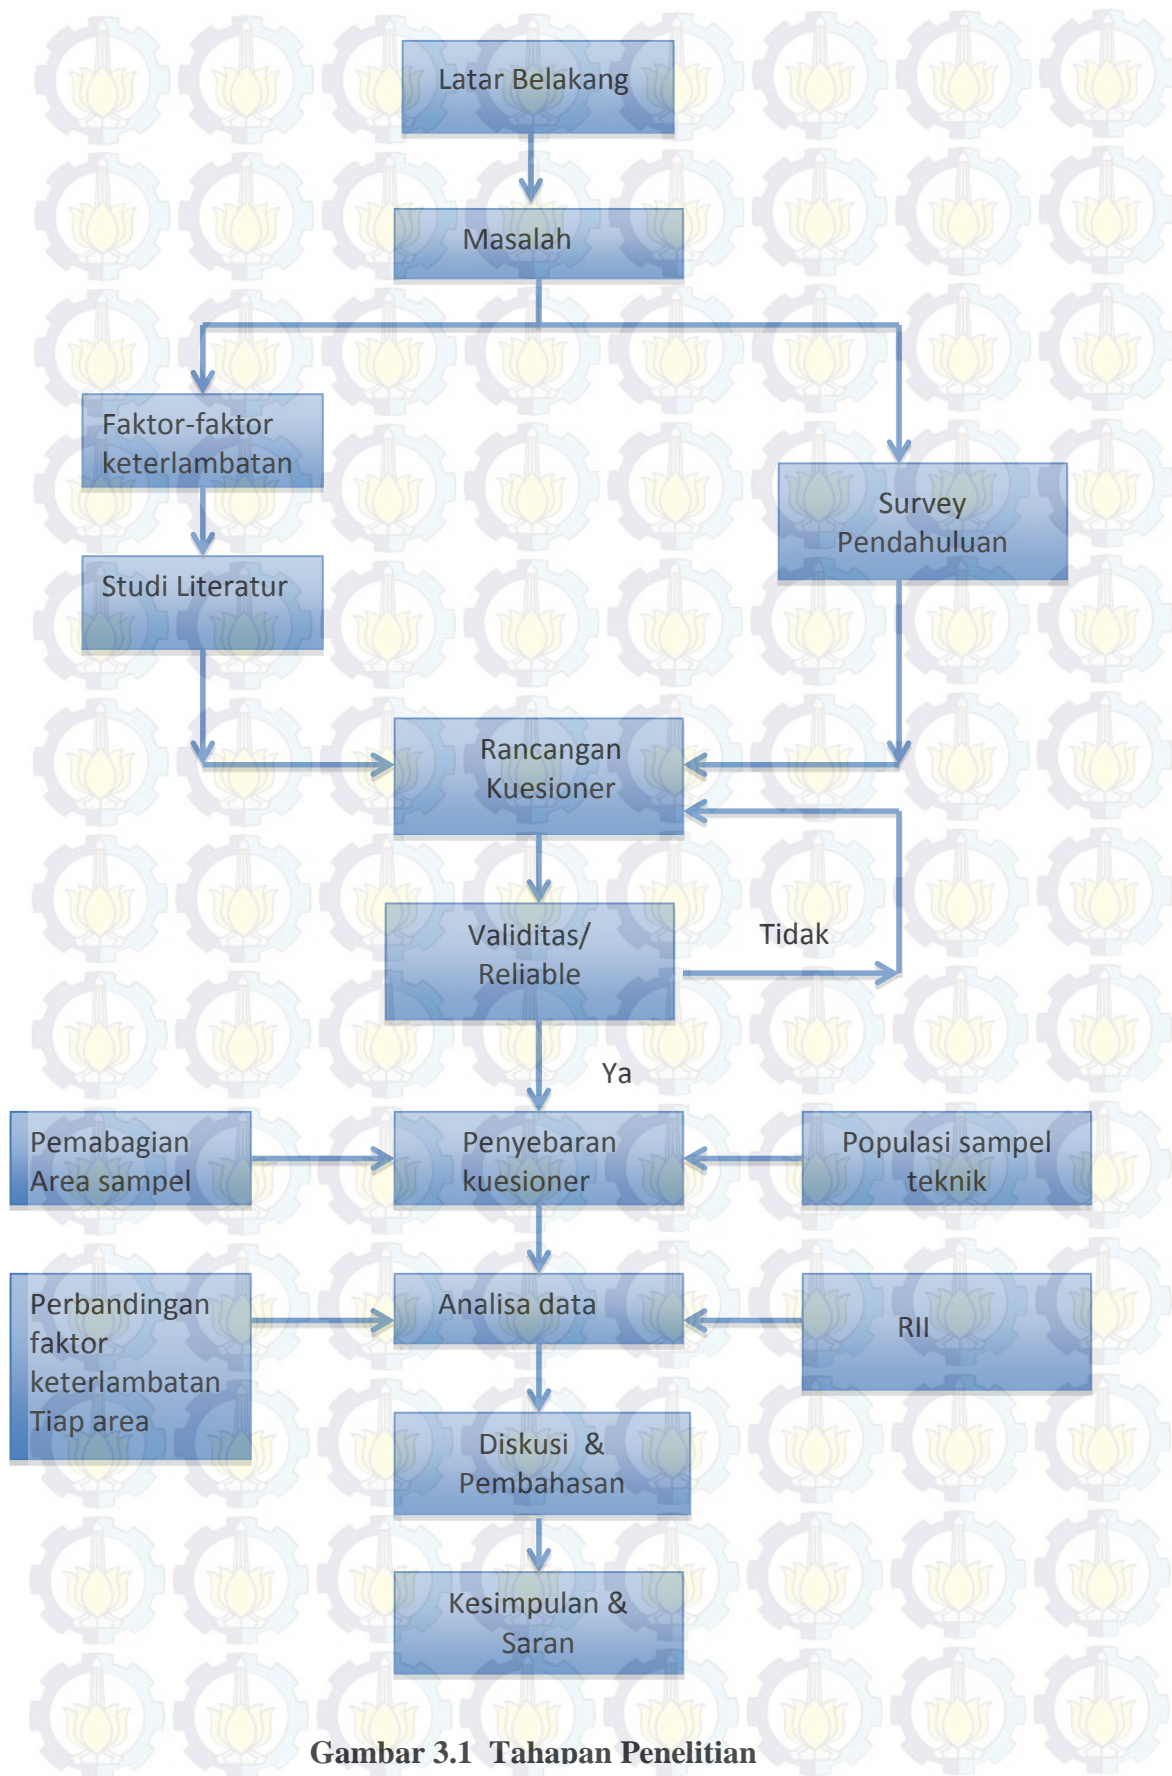 Latar Belakang
Masalah
Faktor-faktor
keterlambatan
Survey
Pendahuluan
Studi Literatur
Rancangan
Kuesioner
Validitas/
Reliable
Tidak
Ya
Pemabagian
Area sampel
Penyebaran
kuesioner
Populasi sampel
teknik
Perbandingan
faktor
keterlambatan
Tiap area
Analisa data
RII
Diskusi &
Pembahasan
Kesimpulan &
Saran
Gambar 3.1 Tahapan Penelitian